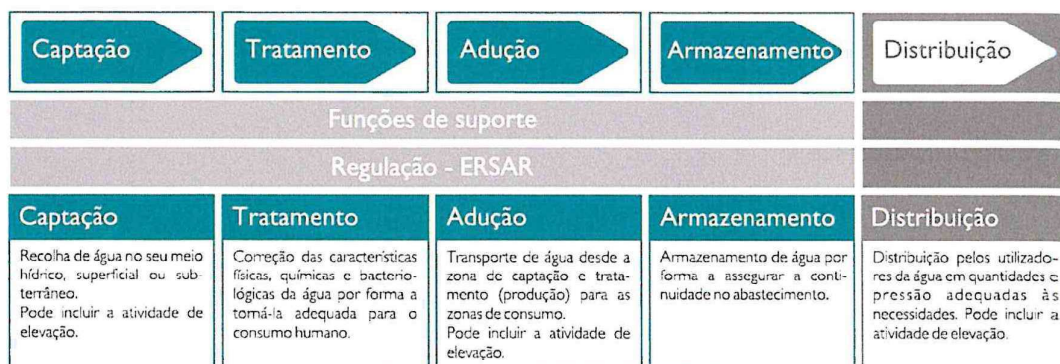 Captação
Tratamento
Adução
Armazenamento
Distribuição
Funções de suporte
Regulação - ERSAR
Captação
Recolha de água no seu meio
hídrico, superficial ou sub-
terrâneo.
Pode incluir a atividade de
elevação.
Tratamento
Correção das características
físicas, químicas e bacterio-
lógicas da água por forma a
torná-la adequada para o
consumo humano.
Adução
Transporte de água desde a
zona de captação e trata-
mento (produção) para as
zonas de consumo.
Pode incluir a atividade de
elevação.
Armazenamento
Armazenamento de água por
forma a assegurar a conti-
nuidade no abastecimento.
Distribuição
Distribuição pelos utilizado-
res da água em quantidades e
pressão adequadas às
necessidades. Pode incluir a
atividade de elevação.